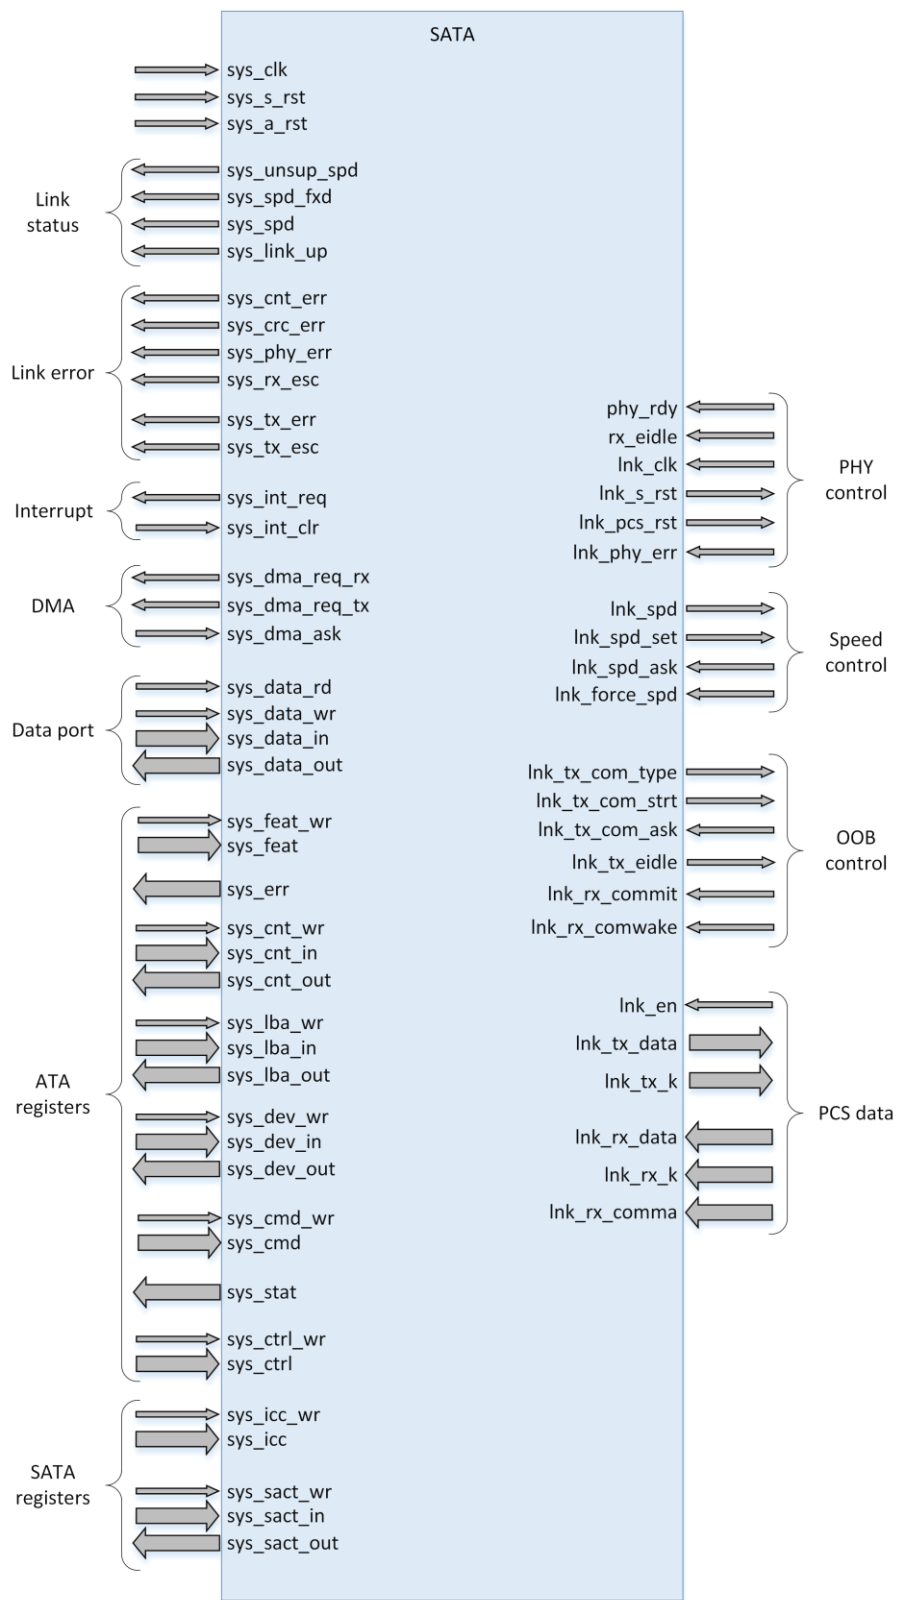 SATA
sys_clk
sys_s_rst
sys_a_rst
Link
status
sys_unsup_spd
sys_spd_fxd
sys_spd
sys_link_up
Link error
sys_cnt_err
sys_crc_err
sys_phy_err
sys_rx_esc
sys_tx_err
sys_tx_esc
Interrupt
sys_int_req
sys_int_clr
DMA
sys_dma_req_rx
sys_dma_req_tx
sys_dma_ask
Data port
sys_data_rd
sys_data_wr
sys_data_in
sys_data_out
ATA
registers
sys_feat_wr
sys_feat
sys_err
sys_cnt_wr
sys_cnt_in
sys_cnt_out
sys_lba_wr
sys_lba_in
sys_lba_out
sys_dev_wr
sys_dev_in
sys_dev_out
sys_cmd_wr
sys_cmd
sys_stat
sys_ctrl_wr
sys_ctrl
SATA
registers
sys_icc_wr
sys_icc
sys_sact_wr
sys_sact_in
sys_sact_out
phy_rdy
rx_eidle
lnk_clk
lnk_s_rst
lnk_pcs_rst
lnk_phy_err
PHY
control
lnk_spd
lnk_spd_set
lnk_spd_ask
lnk_force_spd
Speed
control
lnk_tx_com_type
lnk_tx_com_strt
lnk_tx_com_ask
lnk_tx_eidle
lnk_rx_commit
lnk_rx_comwake
OOB
control
lnk_en
lnk_tx_data
lnk_tx_k
lnk_rx_data
lnk_rx_k
lnk_rx_comma
PCS data